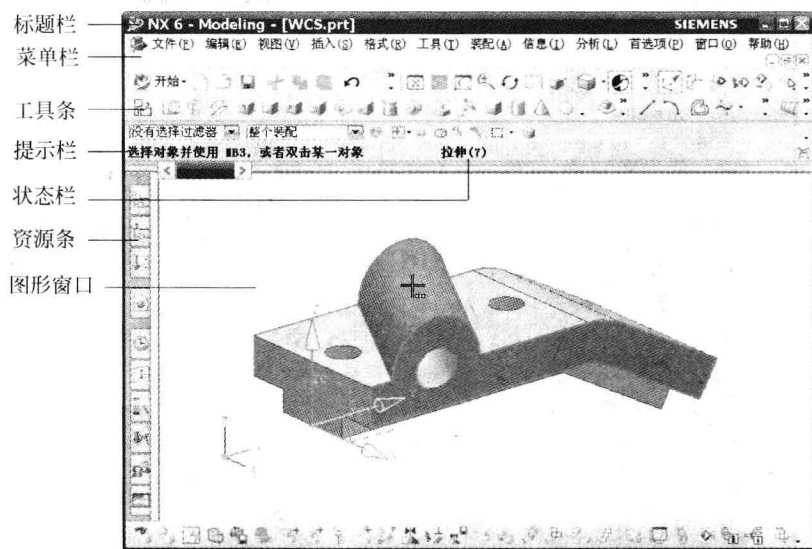 标题栏
菜单栏
工具条
提示栏
状态栏
资源条
图形窗口
NX 6 - Modeling - [WCS.prt]
SIEMENS
文件(F) 编辑(E) 视图(V) 插入(S) 格式(R) 工具(T) 装配(A) 信息(I) 分析(L) 首选项(P) 窗口(O) 帮助(H)
开始
没有选择过滤器 整个装配
选择对象并使用 MB3，或者双击某一对象 拉伸(7)